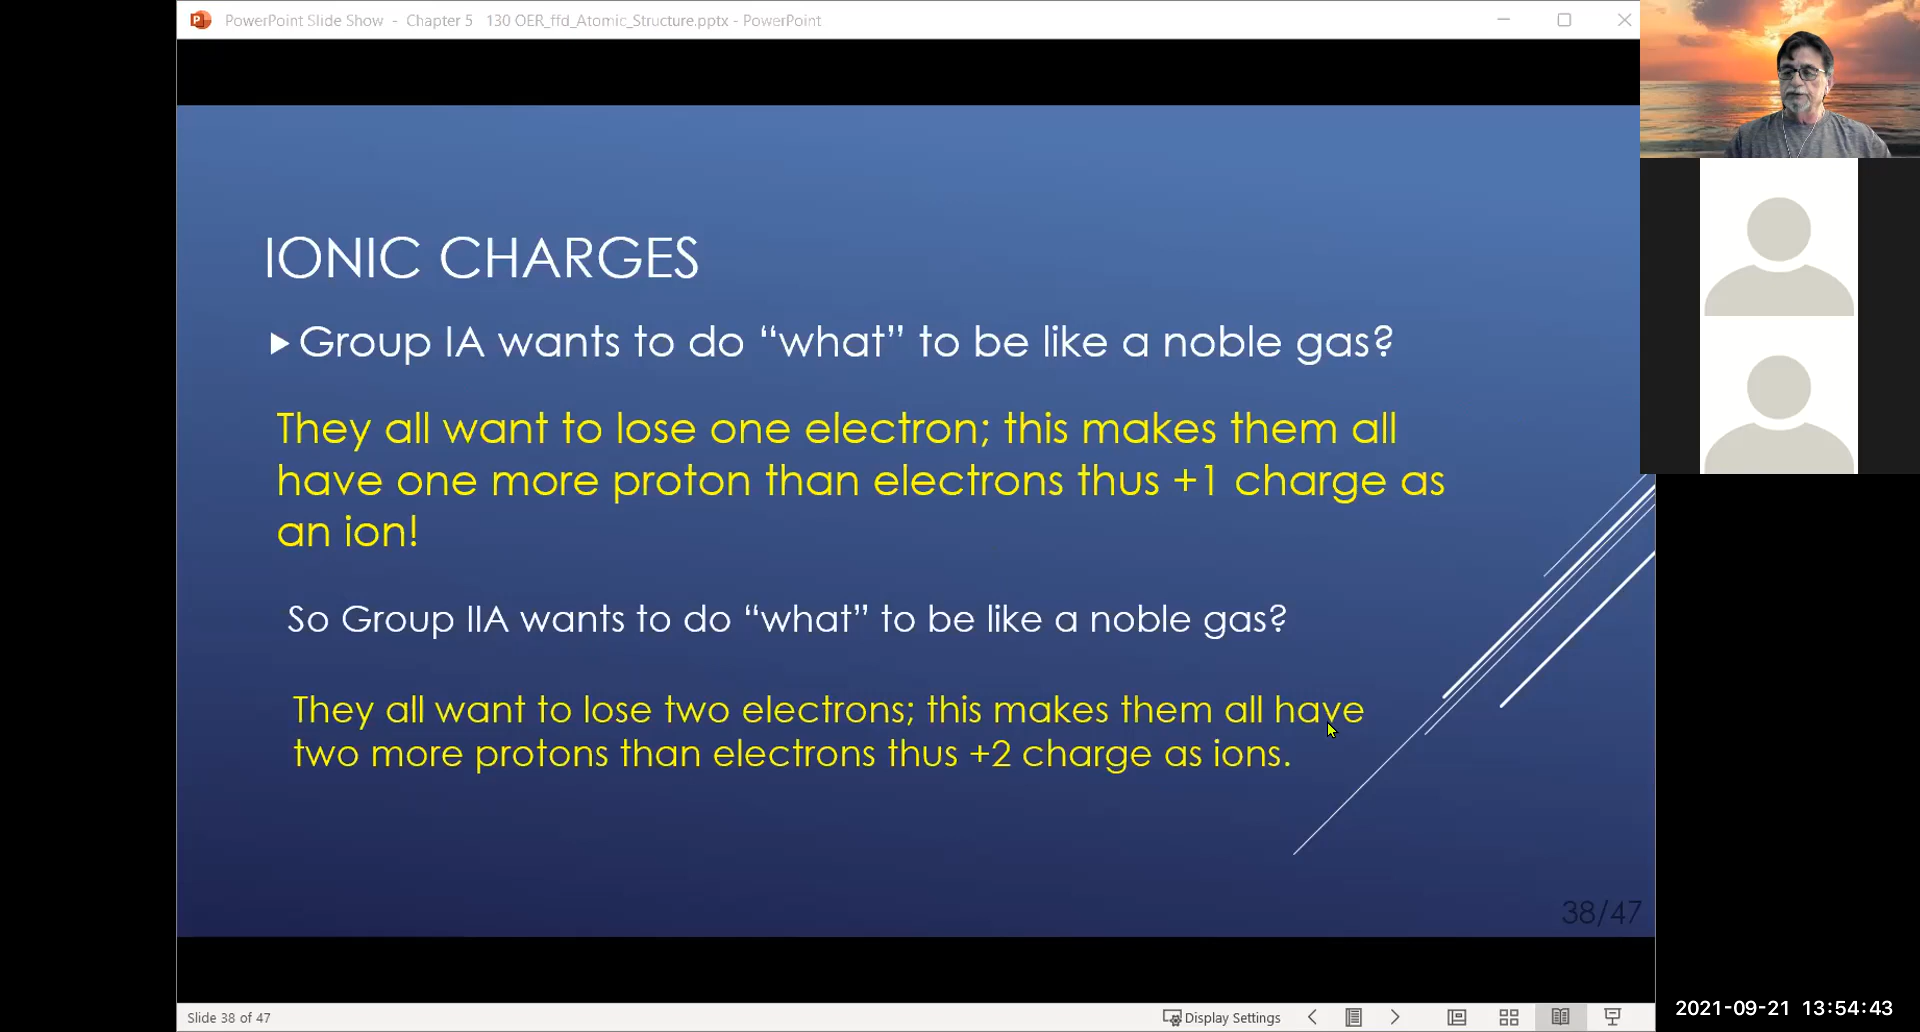 PowerPoint Slide Show - Chapter 5 130 OER_ffd_Atomic_Structure.pptx - PowerPoint
IONIC CHARGES
Group IA wants to do “what” to be like a noble gas?
They all want to lose one electron; this makes them all
have one more proton than electrons thus +1 charge as
an ion!
So Group IIA wants to do “what” to be like a noble gas?
They all want to lose two electrons; this makes them all have
two more protons than electrons thus +2 charge as ions.
38/47
Slide 38 of 47
Display Settings
2021-09-21 13:54:43